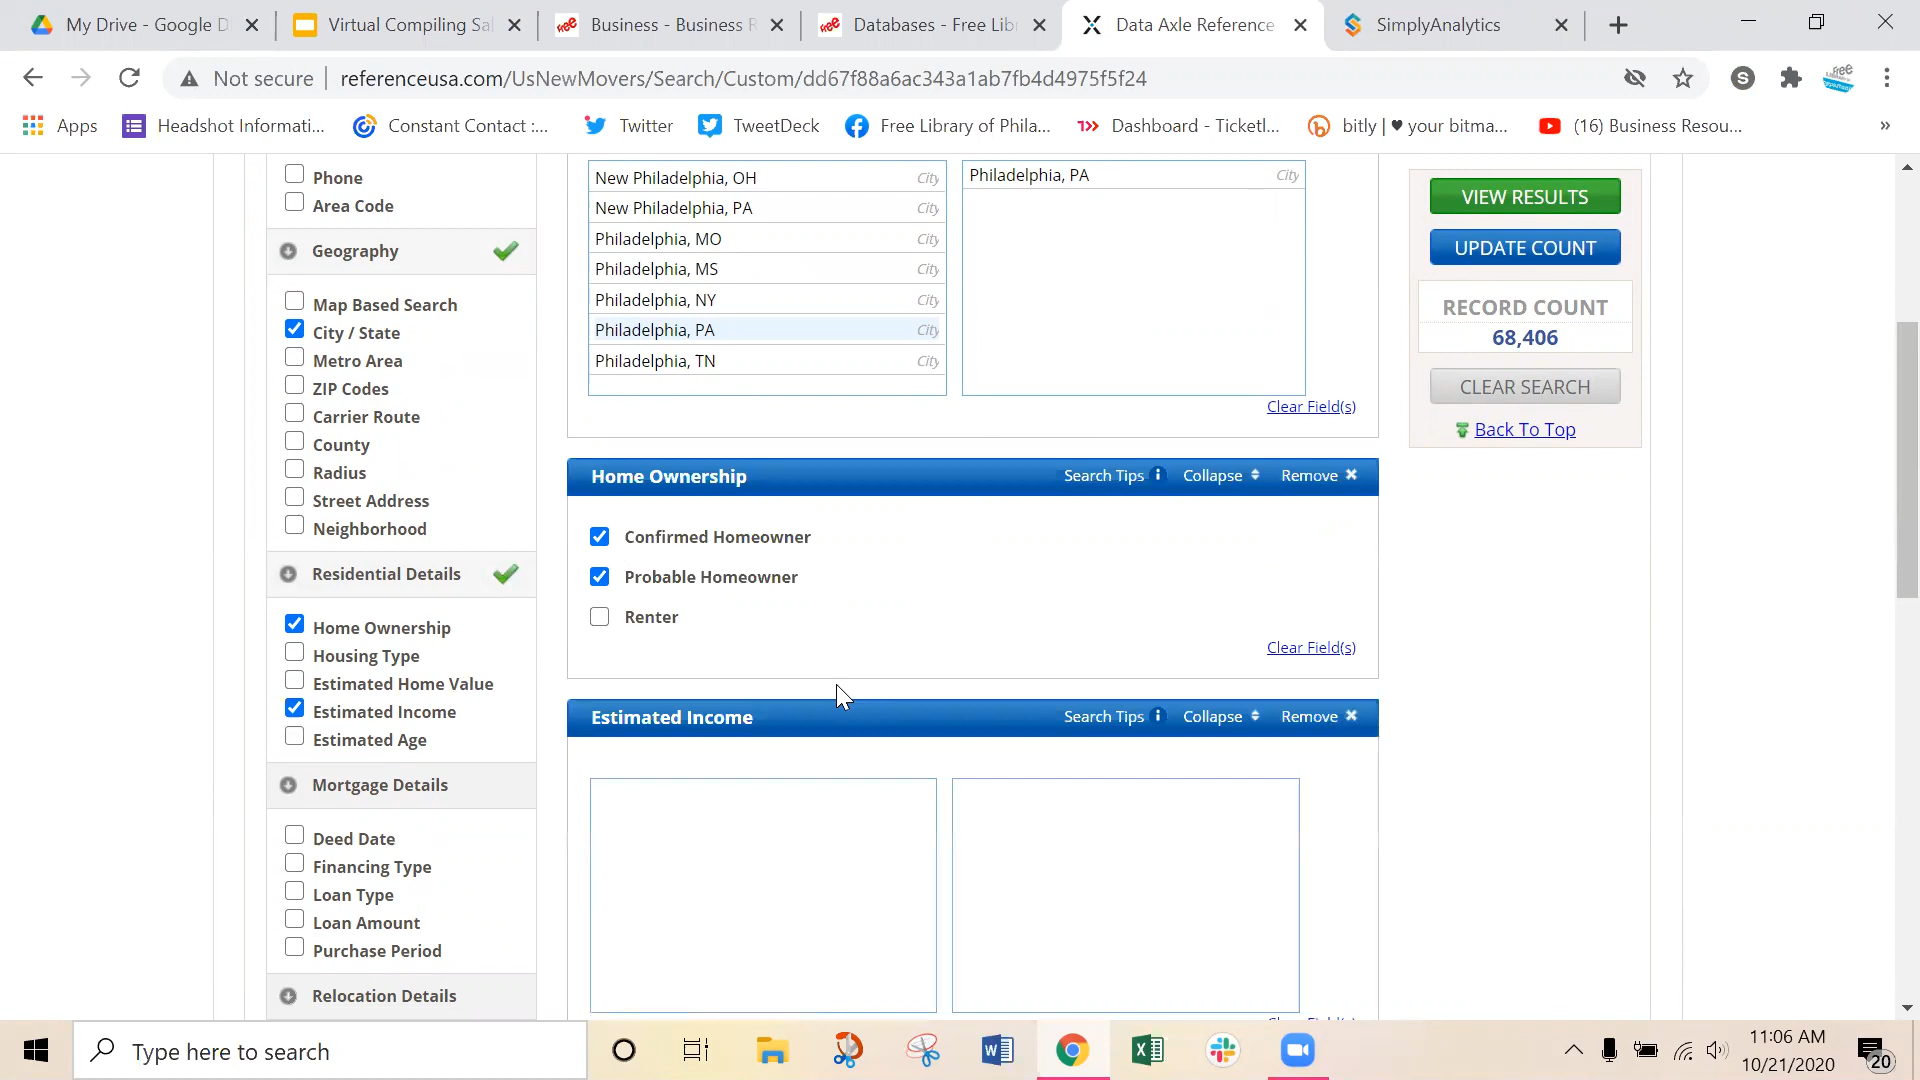 My Drive - Google D
Virtual Compiling Sal
Business - Business R
Databases - Free Lib
Data Axle Reference
SimplyAnalytics
Not secure
referenceusa.com/UsNewMovers/Search/Custom/dd67f88a6ac343a1ab7fb4d4975f5f24
S
Apps
Headshot Informati...
Constant Contact :...
Twitter
TweetDeck
Free Library of Phila...
Dashboard - Ticketl...
bitly | ♥ your bitma...
(16) Business Resou...
»
Phone
Area Code
Geography
Map Based Search
City / State
Metro Area
ZIP Codes
Carrier Route
County
Radius
Street Address
Neighborhood
Residential Details
Home Ownership
Housing Type
Estimated Home Value
Estimated Income
Estimated Age
Mortgage Details
Deed Date
Financing Type
Loan Type
Loan Amount
Purchase Period
Relocation Details
New Philadelphia, OH City
New Philadelphia, PA City
Philadelphia, MO City
Philadelphia, MS City
Philadelphia, NY City
Philadelphia, PA City
Philadelphia, TN City
Philadelphia, PA City
Clear Field(s)
Home Ownership Search Tips Collapse Remove
Confirmed Homeowner
Probable Homeowner
Renter
Clear Field(s)
Estimated Income Search Tips Collapse Remove
VIEW RESULTS
UPDATE COUNT
RECORD COUNT
68,406
CLEAR SEARCH
Back To Top
Type here to search
11:06 AM
10/21/2020
20